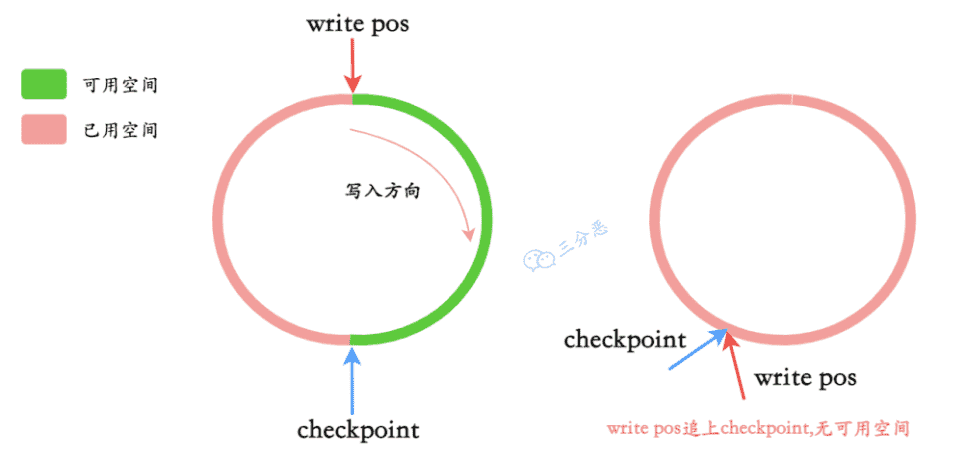 write pos
可用空间
已用空间
写入方向
三分恶
checkpoint
checkpoint
write pos
write pos追上checkpoint,无可用空间